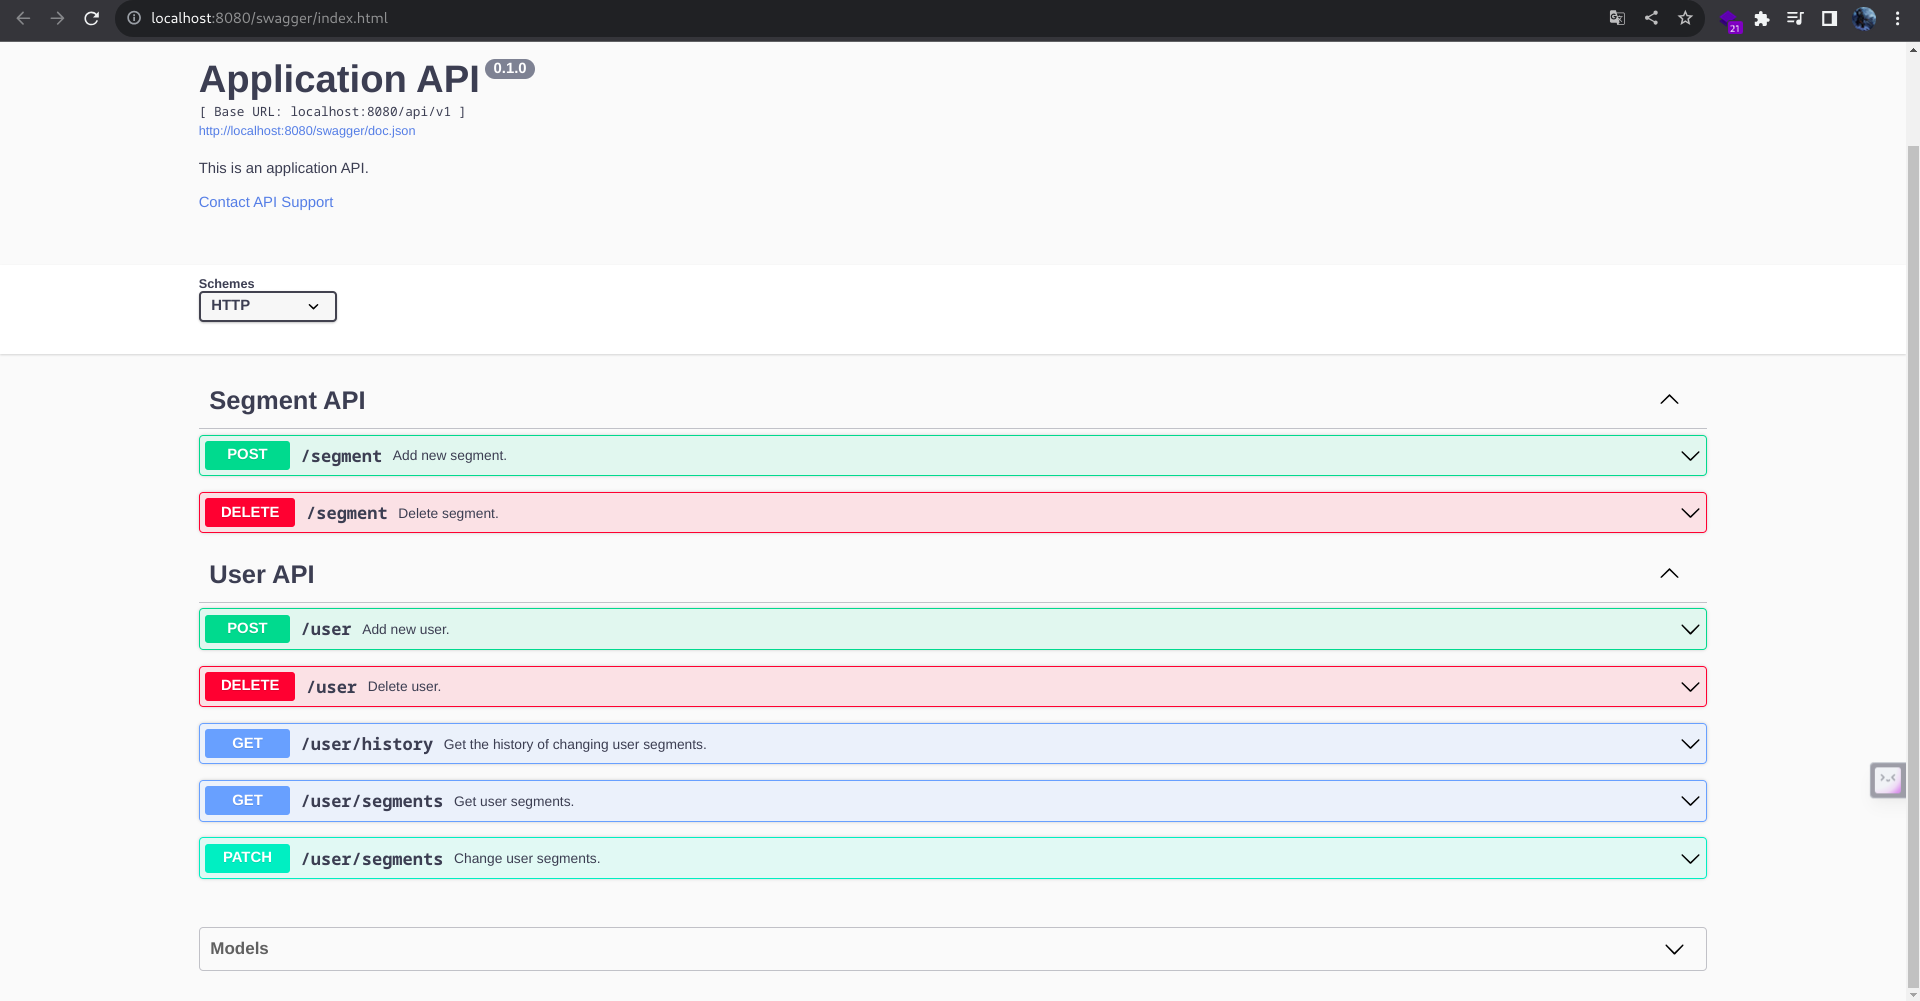 localhost:8080/swagger/index.html
21
Application API 0.1.0
[ Base URL: localhost:8080/api/v1 ]
http://localhost:8080/swagger/doc.json
This is an application API.
Contact API Support
Schemes
HTTP
Segment API
POST /segment Add new segment.
DELETE /segment Delete segment.
User API
POST /user Add new user.
DELETE /user Delete user.
GET /user/history Get the history of changing user segments.
GET /user/segments Get user segments.
PATCH /user/segments Change user segments.
Models